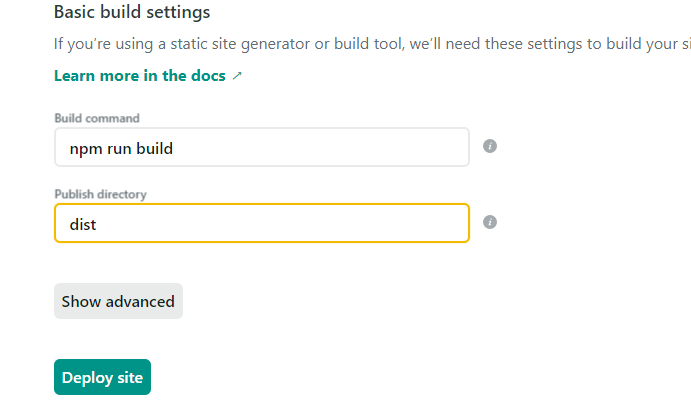 Basic build settings
If you're using a static site generator or build tool, we'll need these settings to build your si
Learn more in the docs ↗
Build command
npm run build
i
Publish directory
dist
i
Show advanced
Deploy site